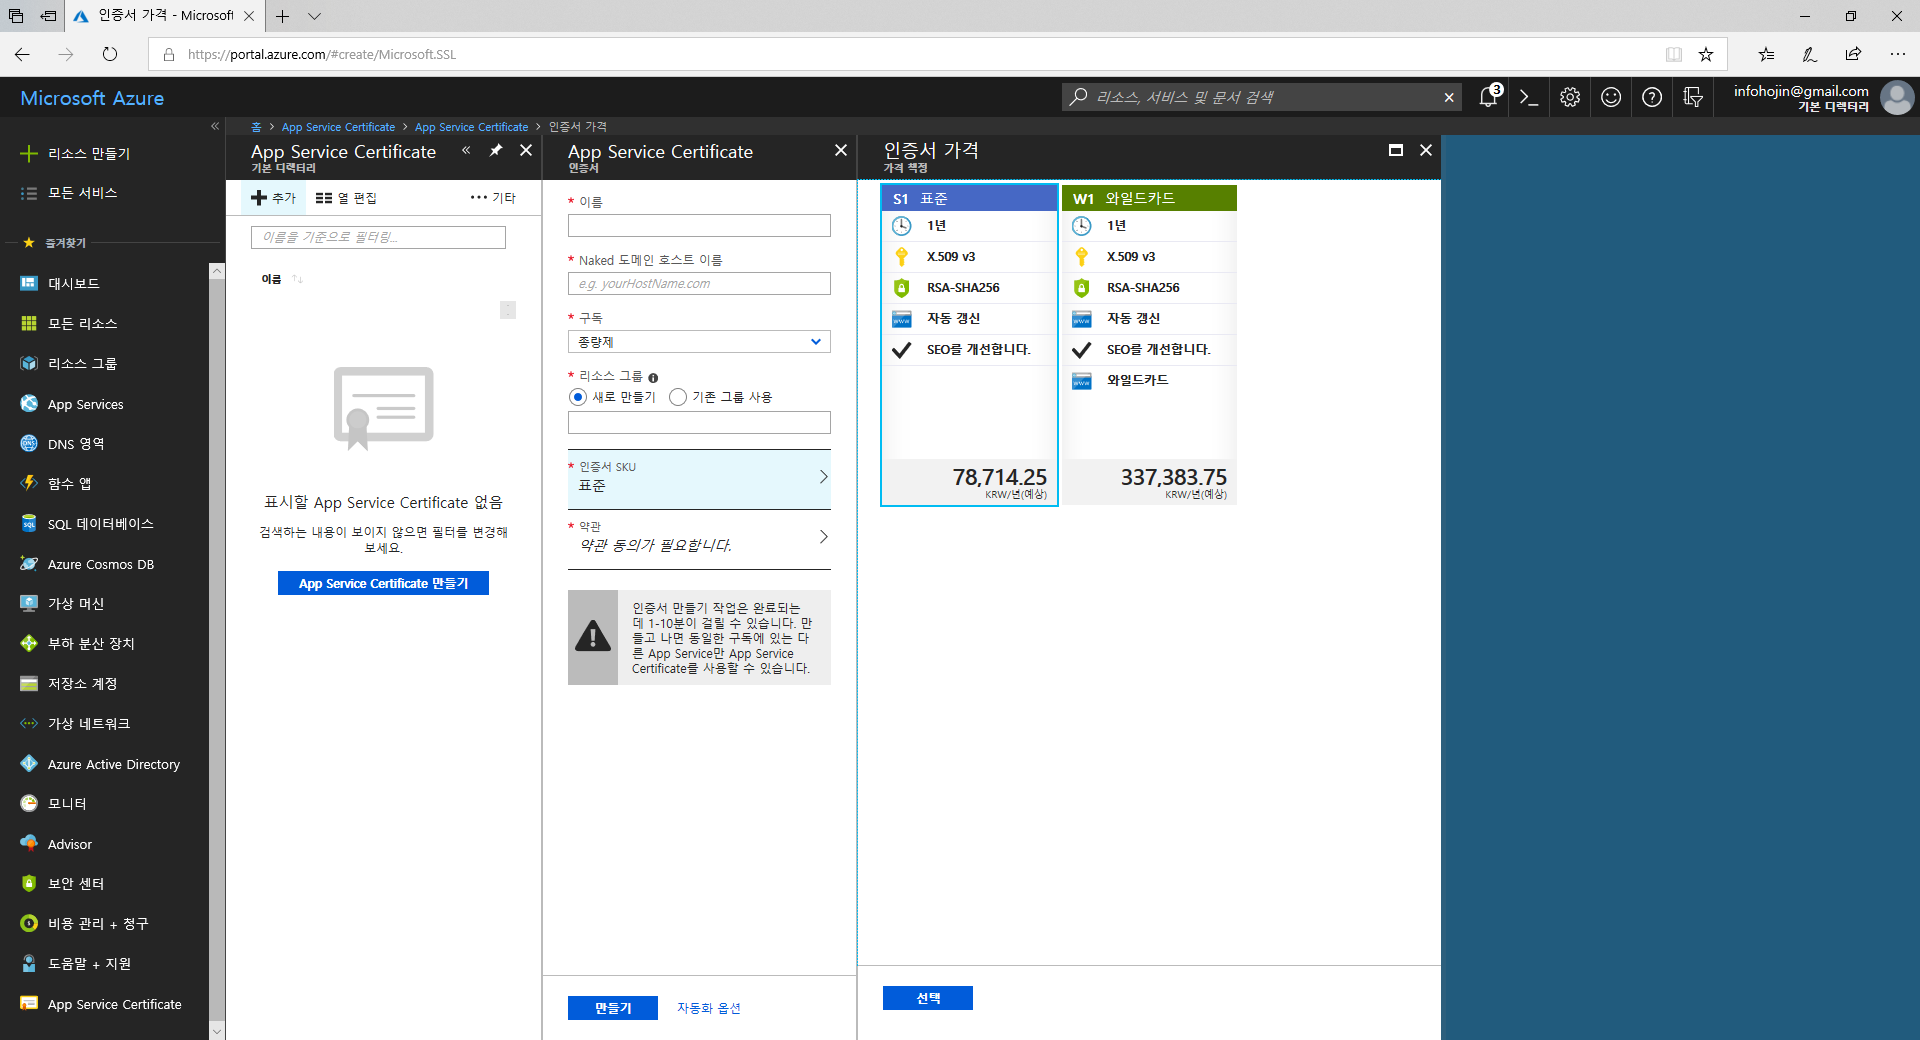 인증서 가격 - Microsoft
https://portal.azure.com/#create/Microsoft.SSL
Microsoft Azure
리소스, 서비스 및 문서 검색
3
infohojin@gmail.com
기본 디렉터리
홈 > App Service Certificate > App Service Certificate > 인증서 가격
리소스 만들기
모든 서비스
즐겨찾기
대시보드
모든 리소스
리소스 그룹
App Services
DNS 영역
함수 앱
SQL 데이터베이스
Azure Cosmos DB
가상 머신
부하 분산 장치
저장소 계정
가상 네트워크
Azure Active Directory
모니터
Advisor
보안 센터
비용 관리 + 청구
도움말 + 지원
App Service Certificate
App Service Certificate
기본 디렉터리
추가
열 편집
기타
이름을 기준으로 필터링...
이름
표시할 App Service Certificate 없음
검색하는 내용이 보이지 않으면 필터를 변경해
보세요.
App Service Certificate 만들기
App Service Certificate
인증서
* 이름
* Naked 도메인 호스트 이름
e.g. yourHostName.com
* 구독
종량제
* 리소스 그룹
새로 만들기
기존 그룹 사용
* 인증서 SKU
표준
* 약관
약관 동의가 필요합니다.
인증서 만들기 작업은 완료되는
데 1-10분이 걸릴 수 있습니다. 만
들고 나면 동일한 구독에 있는 다
른 App Service만 App Service
Certificate를 사용할 수 있습니다.
만들기
자동화 옵션
인증서 가격
가격 책정
S1 표준
1년
X.509 v3
RSA-SHA256
자동 갱신
SEO를 개선합니다.
78,714.25
KRW/년(예상)
W1 와일드카드
1년
X.509 v3
RSA-SHA256
자동 갱신
SEO를 개선합니다.
와일드카드
337,383.75
KRW/년(예상)
선택